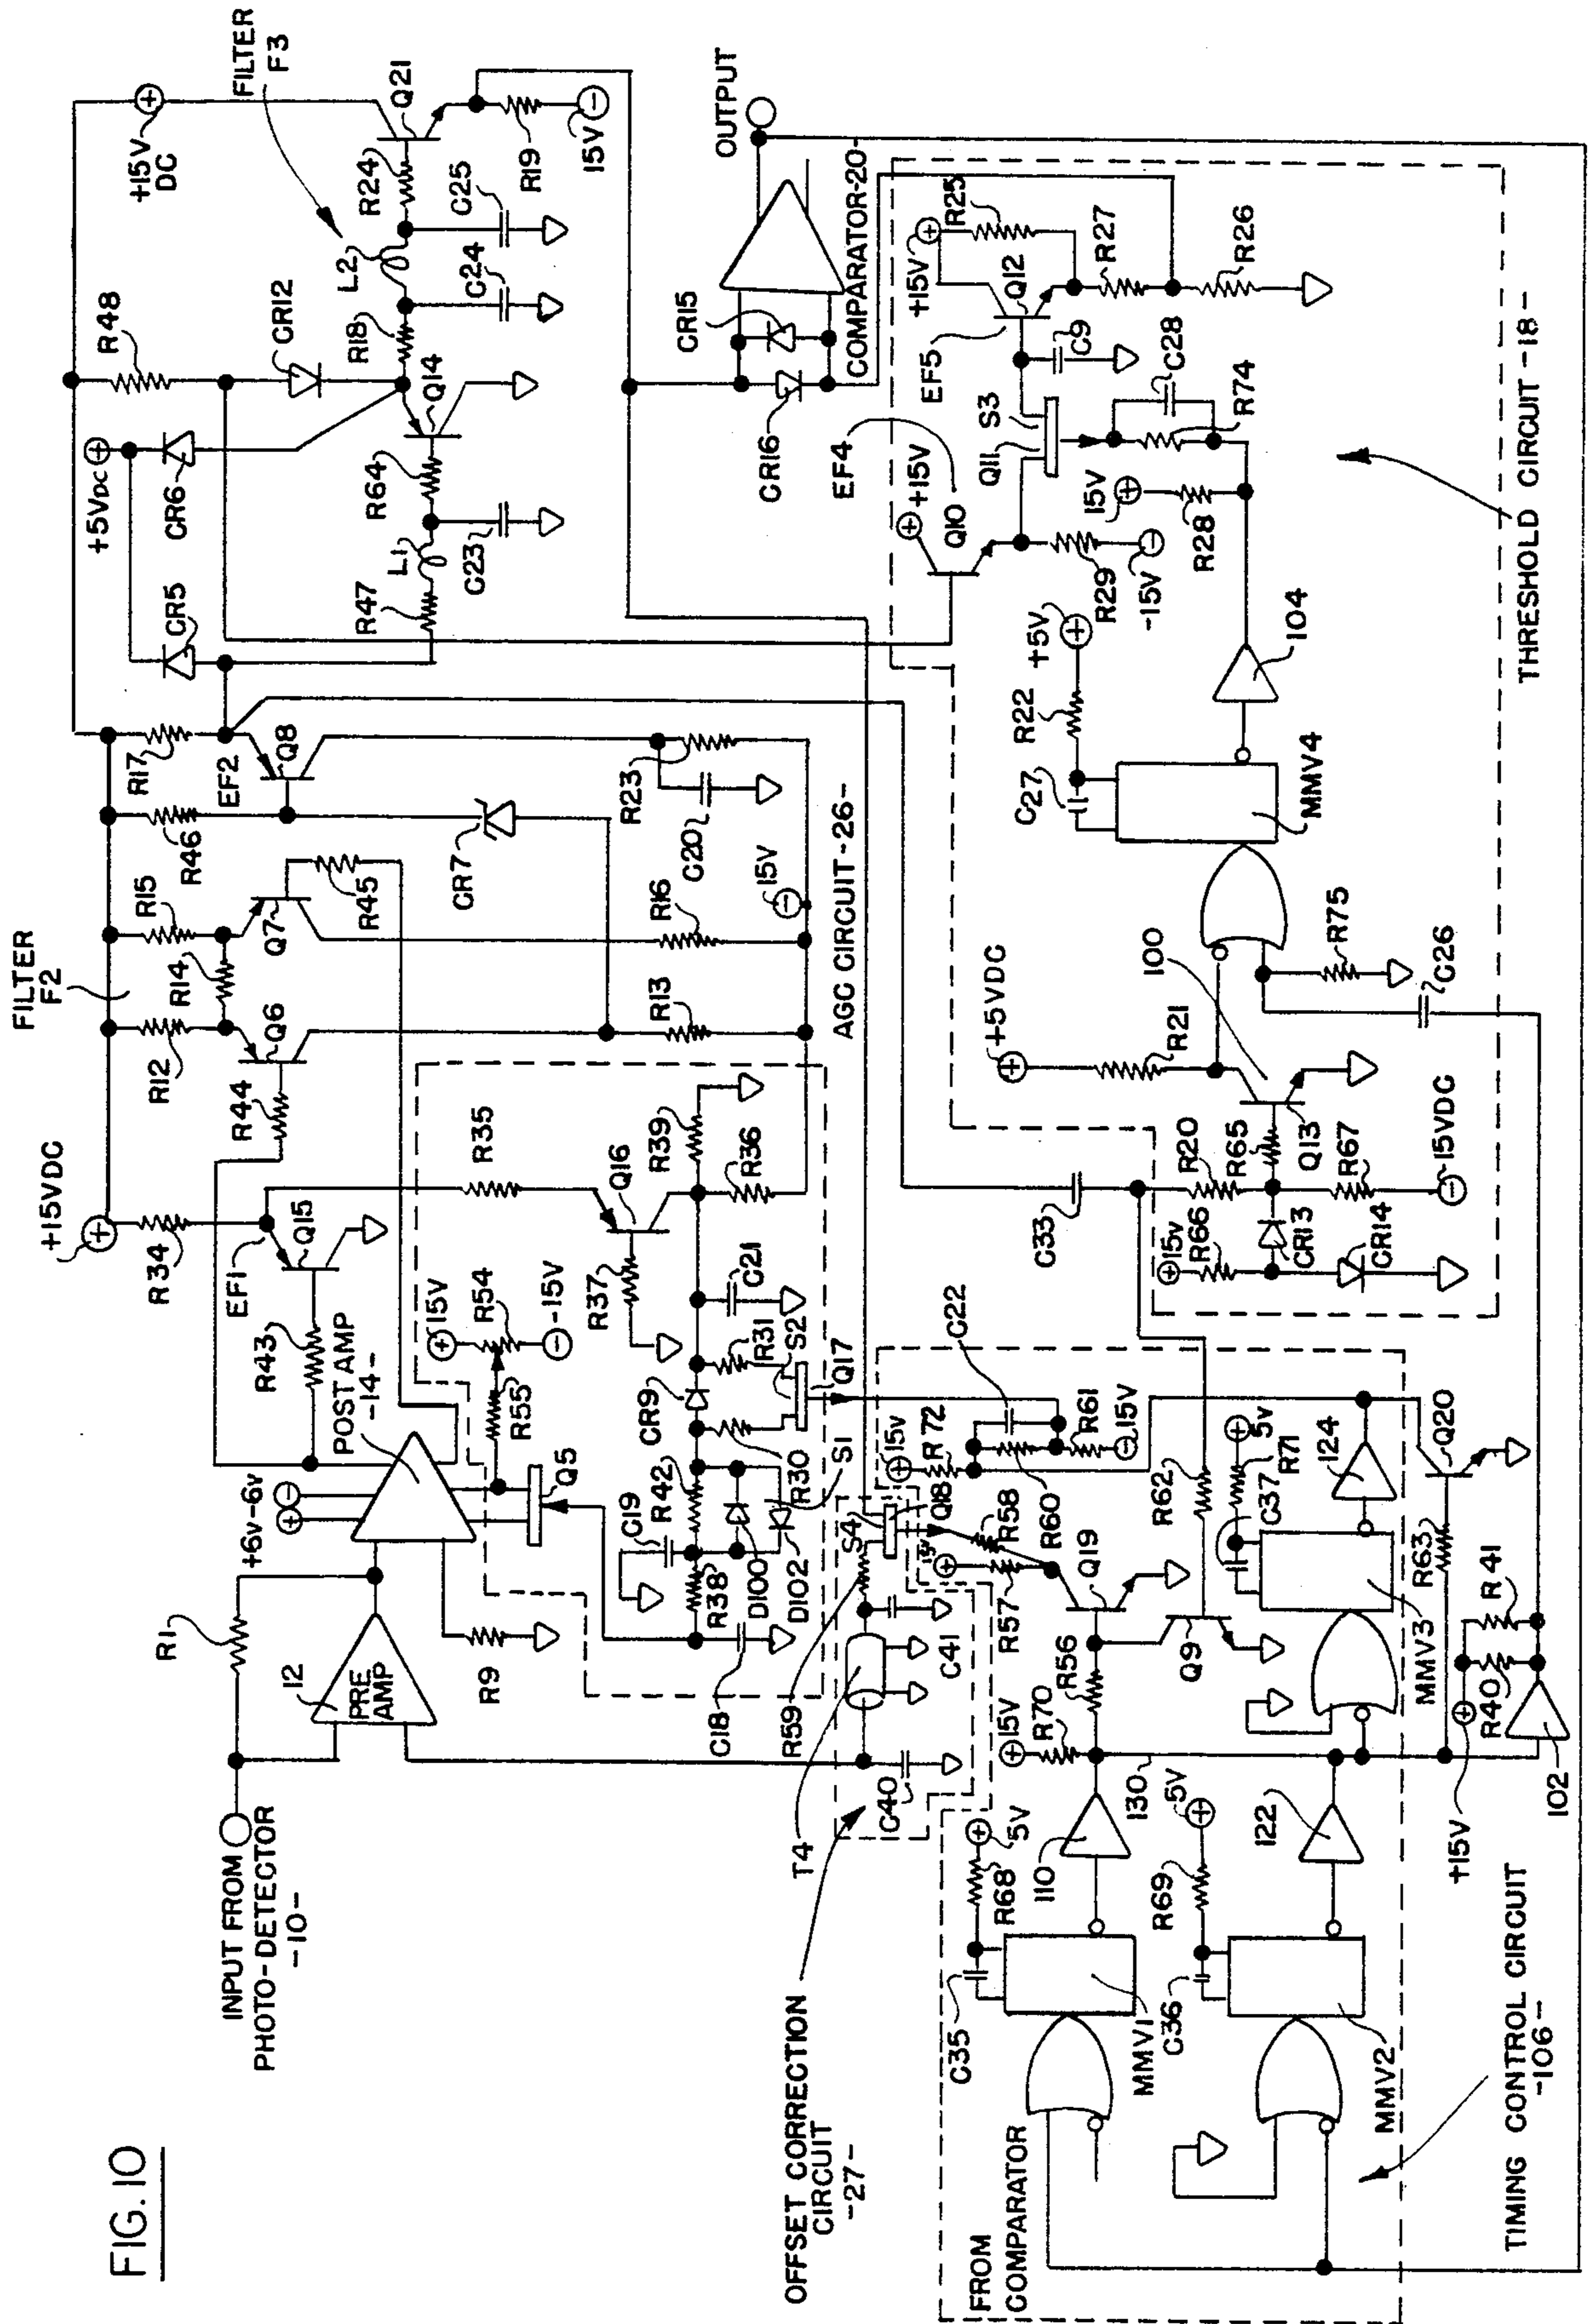 FIG.10
INPUT FROM
PHOTO-DETECTOR
-10-
R1
12
PRE
AMP
R9
+6V-6V
POST AMP
-14-
R43
EF1
Q15
R34
+15VDC
R44
R12
Q6
FILTER
F2
R14
R15
Q7
R45
R46
R17
EF2
Q8
CR7
R23
C20
15V
R16
R13
AGC CIRCUIT-26-
R35
Q16
R37
R39
R36
15V
R54
-15V
R55
Q5
C21
R31
S2
Q17
CR9
R30
S1
R42
C19
R38
D100
D102
C18
+5VDC
CR5
CR6
R48
CR12
R47
L1
C23
R64
Q14
R18
L2
C24
C25
R24
Q21
+15V
DC
FILTER
F3
R19
15V
OUTPUT
COMPARATOR-20-
CR15
CR16
EF4
+15V
Q10
R29
-15V
EF5
+15V
R25
Q12
R27
R26
C9
Q11
S3
C28
R74
15V
R28
104
+5V
R22
C27
MMV4
THRESHOLD CIRCUIT-18-
+5VDC
R21
100
R75
C26
Q13
R20
R65
R67
15VDC
15V
R66
CR13
CR14
C33
OFFSET CORRECTION
CIRCUIT
-27-
T4
C40
C41
R59
S4
Q18
15V
R72
C22
R61
15V
R60
R58
R57
Q19
R62
Q9
R56
15V
R70
110
130
5V
R68
C35
MMV1
5V
R69
C36
MMV2
122
C37
R71
5V
MMV3
124
Q20
R63
R41
R40
+15V
102
FROM
COMPARATOR
TIMING CONTROL CIRCUIT
-106-